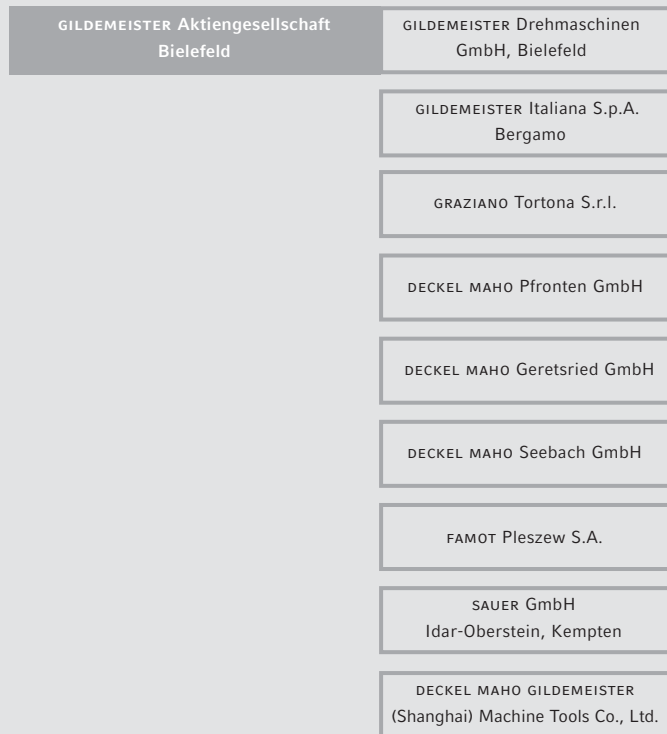 GILDEMEISTER Aktiengesellschaft
Bielefeld
GILDEMEISTER Drehmaschinen
GmbH, Bielefeld
GILDEMEISTER Italiana S.p.A.
Bergamo
GRAZIANO Tortona S.r.l.
DECKEL MAHO Pfronten GmbH
DECKEL MAHO Geretsried GmbH
DECKEL MAHO Seebach GmbH
FAMOT Pleszew S.A.
SAUER GmbH
Idar-Oberstein, Kempten
DECKEL MAHO GILDEMEISTER
(Shanghai) Machine Tools Co., Ltd.